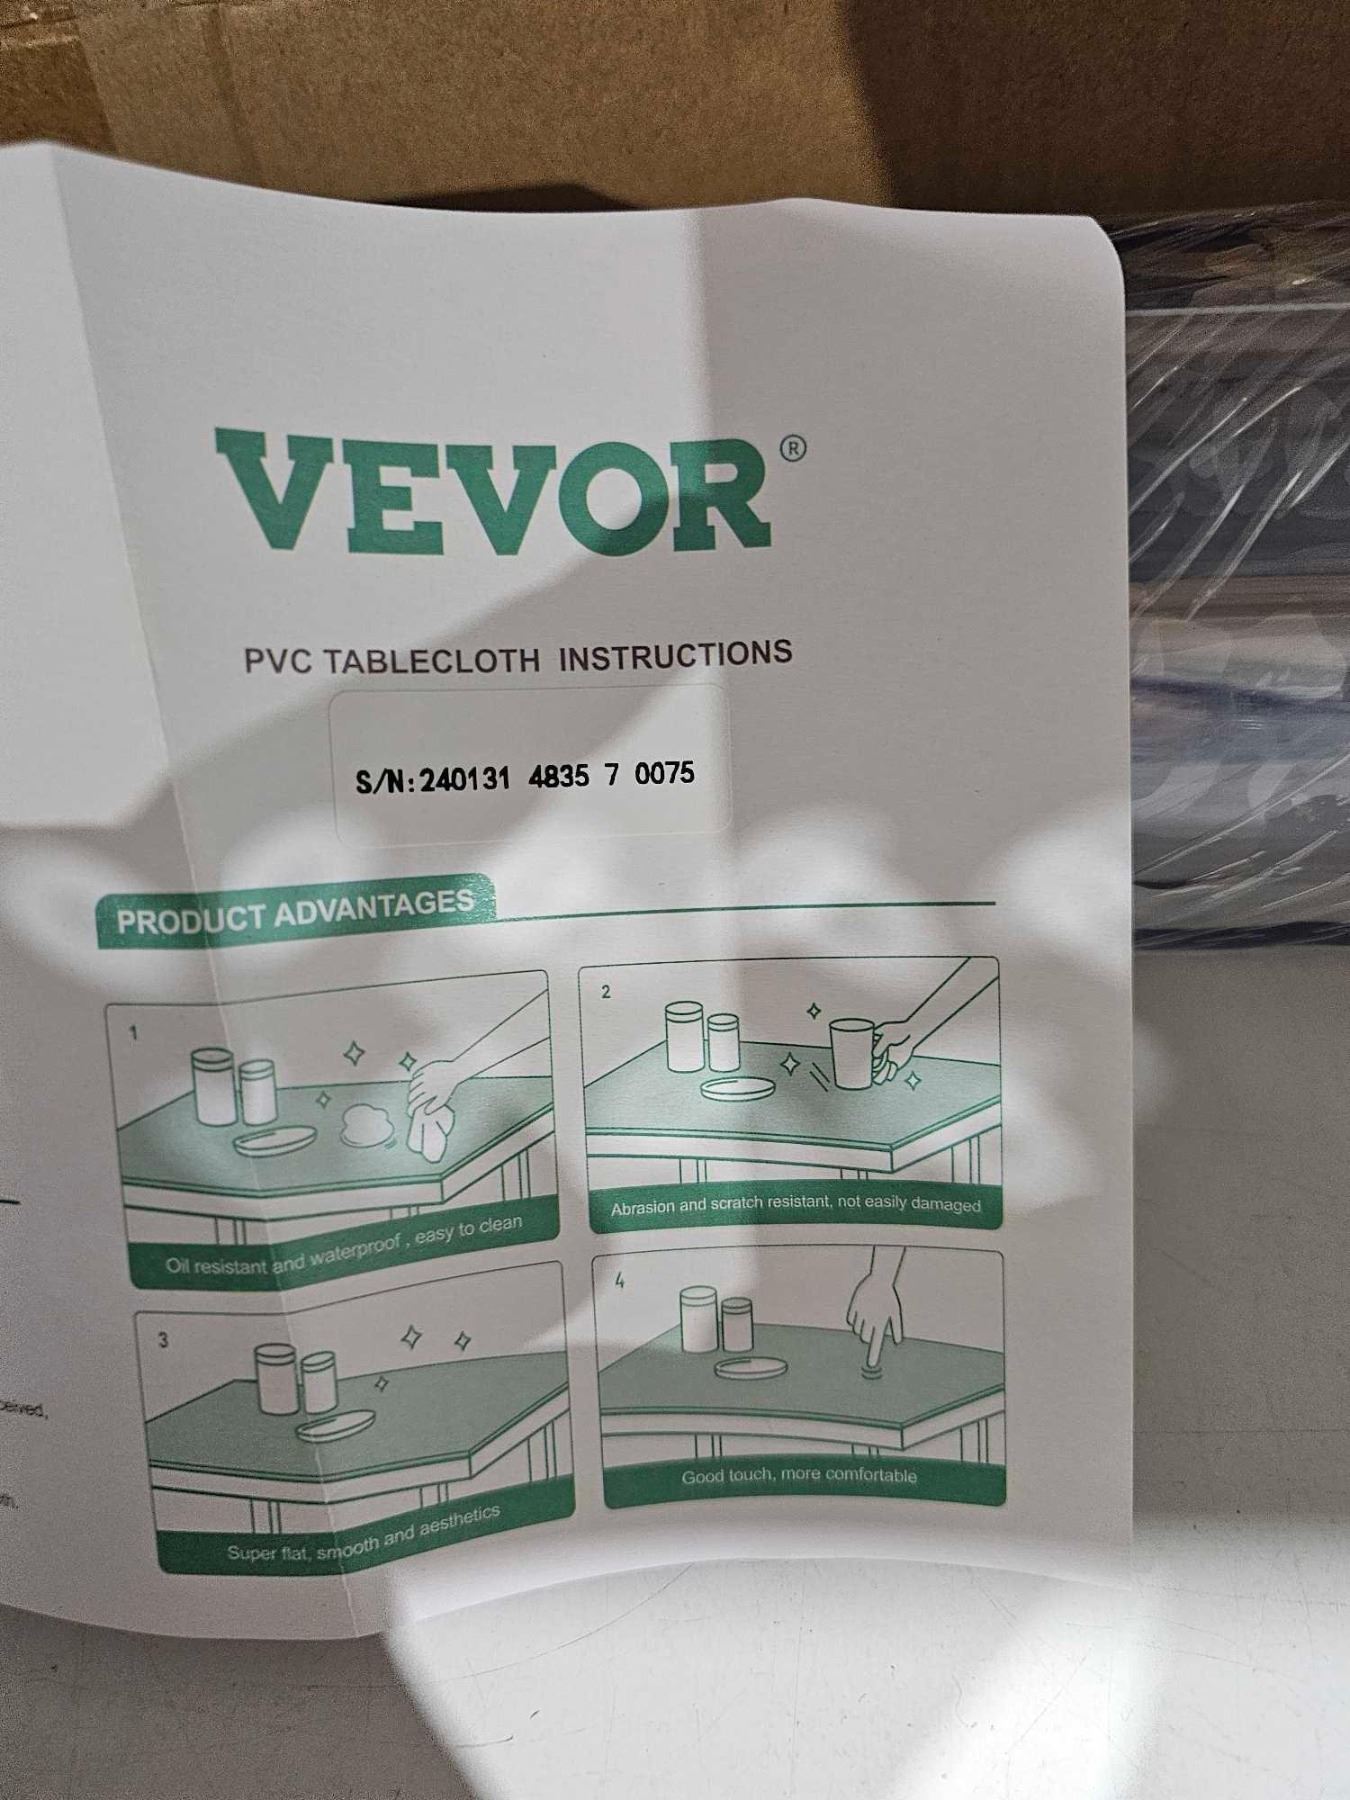 VEVOR®
PVC TABLECLOTH INSTRUCTIONS
S/N:240131 4835 7 0075
PRODUCT ADVANTAGES
1
Oil resistant and waterproof , easy to clean
2
Abrasion and scratch resistant, not easily damaged
3
Super flat, smooth and aesthetics
4
Good touch, more comfortable